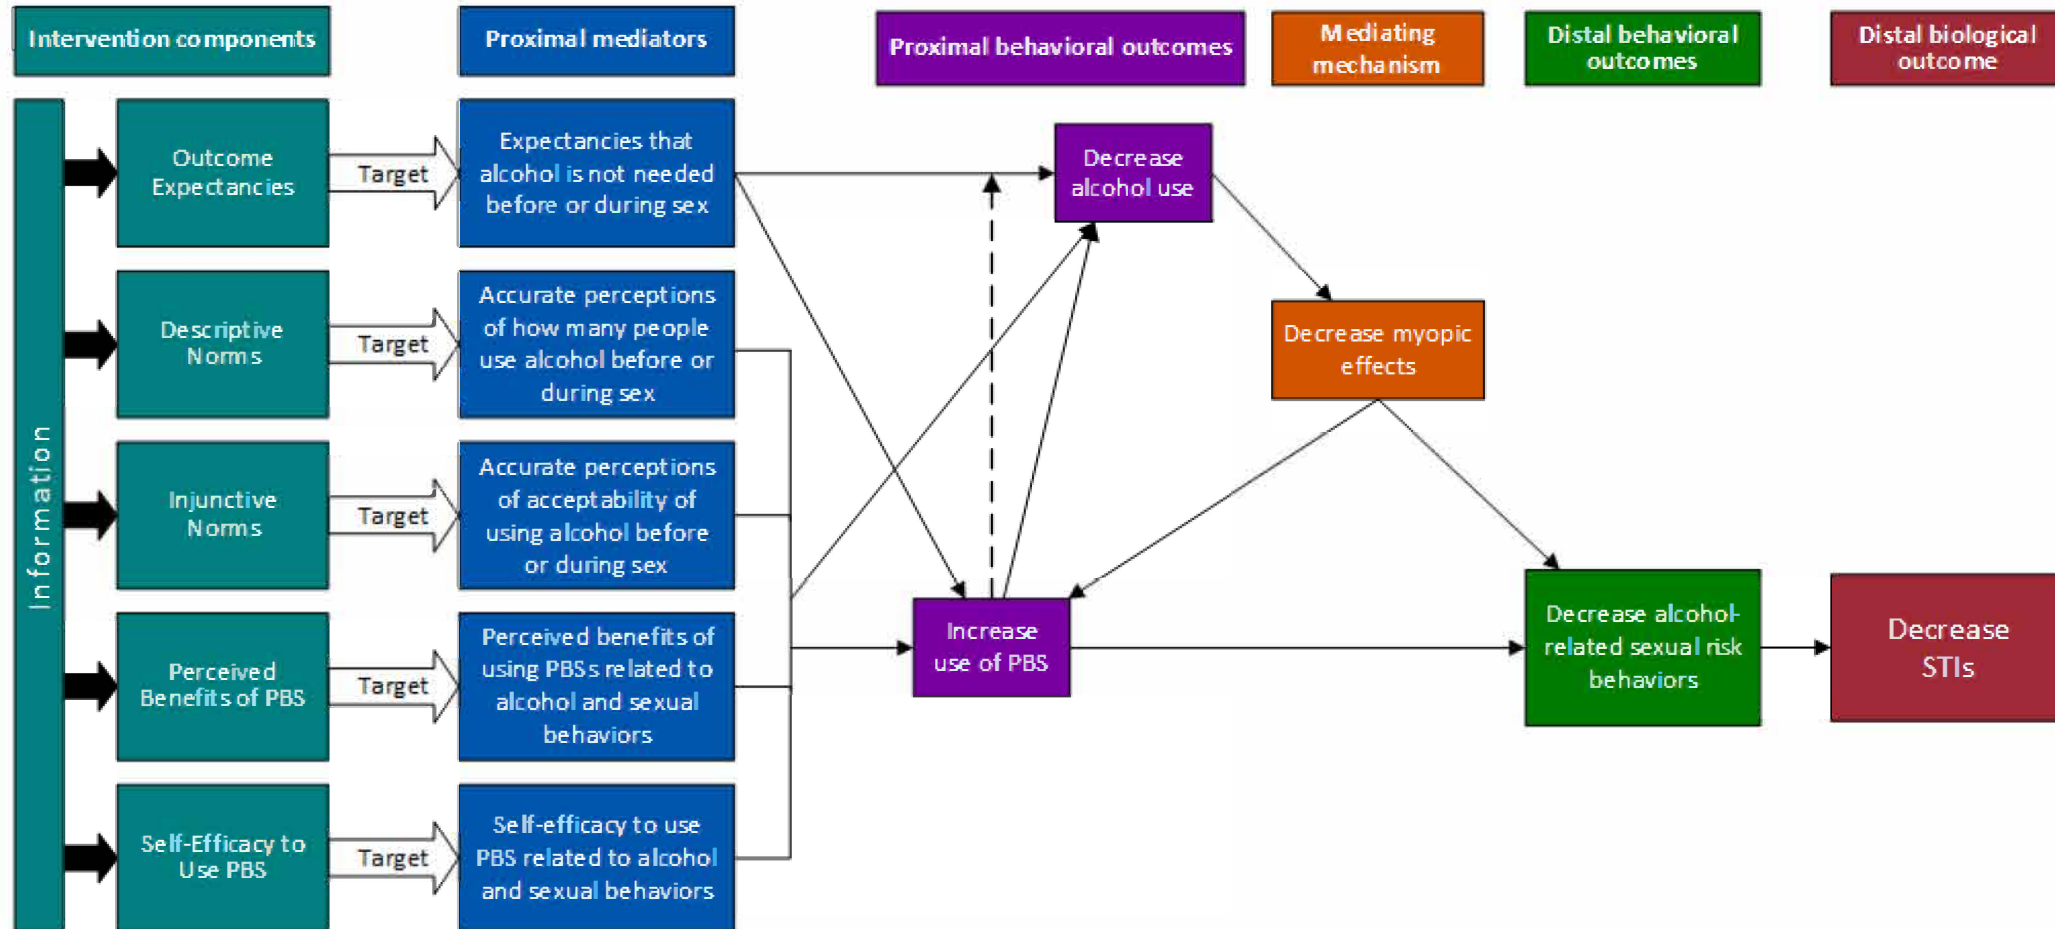 Intervention components
Proximal mediators
Proximal behavioral outcomes
Mediating
mechanism
Distal behavioral
outcomes
Distal biological
outcome
Information
Outcome
Expectancies
Target
Expectancies that
alcohol is not needed
before or during sex
Descriptive
Norms
Target
Accurate perceptions
of how many people
use alcohol before or
during sex
Injunctive
Norms
Target
Accurate perceptions
of acceptability of
using alcohol before
or during sex
Perceived
Benefits of PBS
Target
Perceived benefits of
using PBSs related to
alcohol and sexual
behaviors
Self-Efficacy to
Use PBS
Target
Self-efficacy to use
PBS related to alcohol
and sexual behaviors
Decrease
alcohol use
Increase
use of PBS
Decrease myopic
effects
Decrease alcohol-
related sexual risk
behaviors
Decrease
STIs